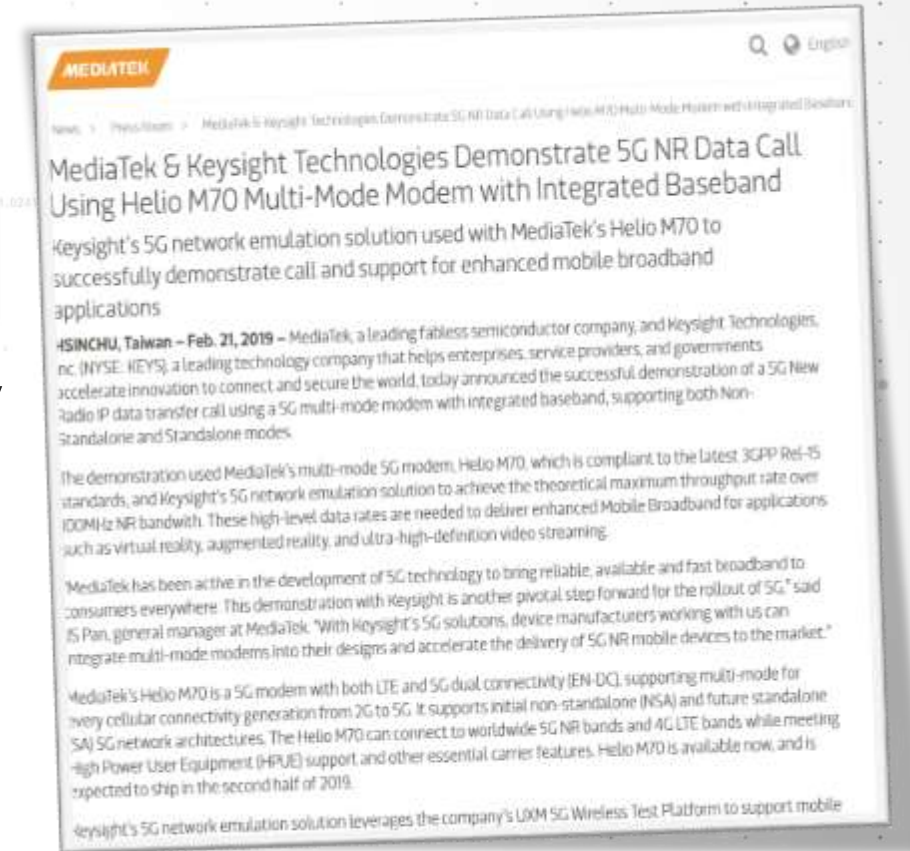 MEDIATEK
English
News > Press Room > MediaTek & Keysight Technologies Demonstrate 5G NR Data Call Using Helio M70 Multi-Mode Modem with Integrated Baseband
MediaTek & Keysight Technologies Demonstrate 5G NR Data Call
Using Helio M70 Multi-Mode Modem with Integrated Baseband
Keysight's 5G network emulation solution used with MediaTek's Helio M70 to
successfully demonstrate call and support for enhanced mobile broadband
applications
HSINCHU, Taiwan – Feb. 21, 2019 – MediaTek, a leading fabless semiconductor company, and Keysight Technologies,
Inc. (NYSE: KEYS), a leading technology company that helps enterprises, service providers, and governments
accelerate innovation to connect and secure the world, today announced the successful demonstration of a 5G New
Radio IP data transfer call using a 5G multi-mode modem with integrated baseband, supporting both Non-
Standalone and Standalone modes.
The demonstration used MediaTek's multi-mode 5G modem, Helio M70, which is compliant to the latest 3GPP Rel-15
standards, and Keysight's 5G network emulation solution to achieve the theoretical maximum throughput rate over
100MHz NR bandwith. These high-level data rates are needed to deliver enhanced Mobile Broadband for applications
such as virtual reality, augmented reality, and ultra-high-definition video streaming.
"MediaTek has been active in the development of 5G technology to bring reliable, available and fast broadband to
consumers everywhere. This demonstration with Keysight is another pivotal step forward for the rollout of 5G," said
JS Pan, general manager at MediaTek. "With Keysight's 5G solutions, device manufacturers working with us can
integrate multi-mode modems into their designs and accelerate the delivery of 5G NR mobile devices to the market."
MediaTek's Helio M70 is a 5G modem with both LTE and 5G dual connectivity (EN-DC), supporting multi-mode for
every cellular connectivity generation from 2G to 5G. It supports initial non-standalone (NSA) and future standalone
(SA) 5G network architectures. The Helio M70 can connect to worldwide 5G NR bands and 4G LTE bands while meeting
High Power User Equipment (HPUE) support and other essential carrier features. Helio M70 is available now, and is
expected to ship in the second half of 2019.
Keysight's 5G network emulation solution leverages the company's UXM 5G Wireless Test Platform to support mobile